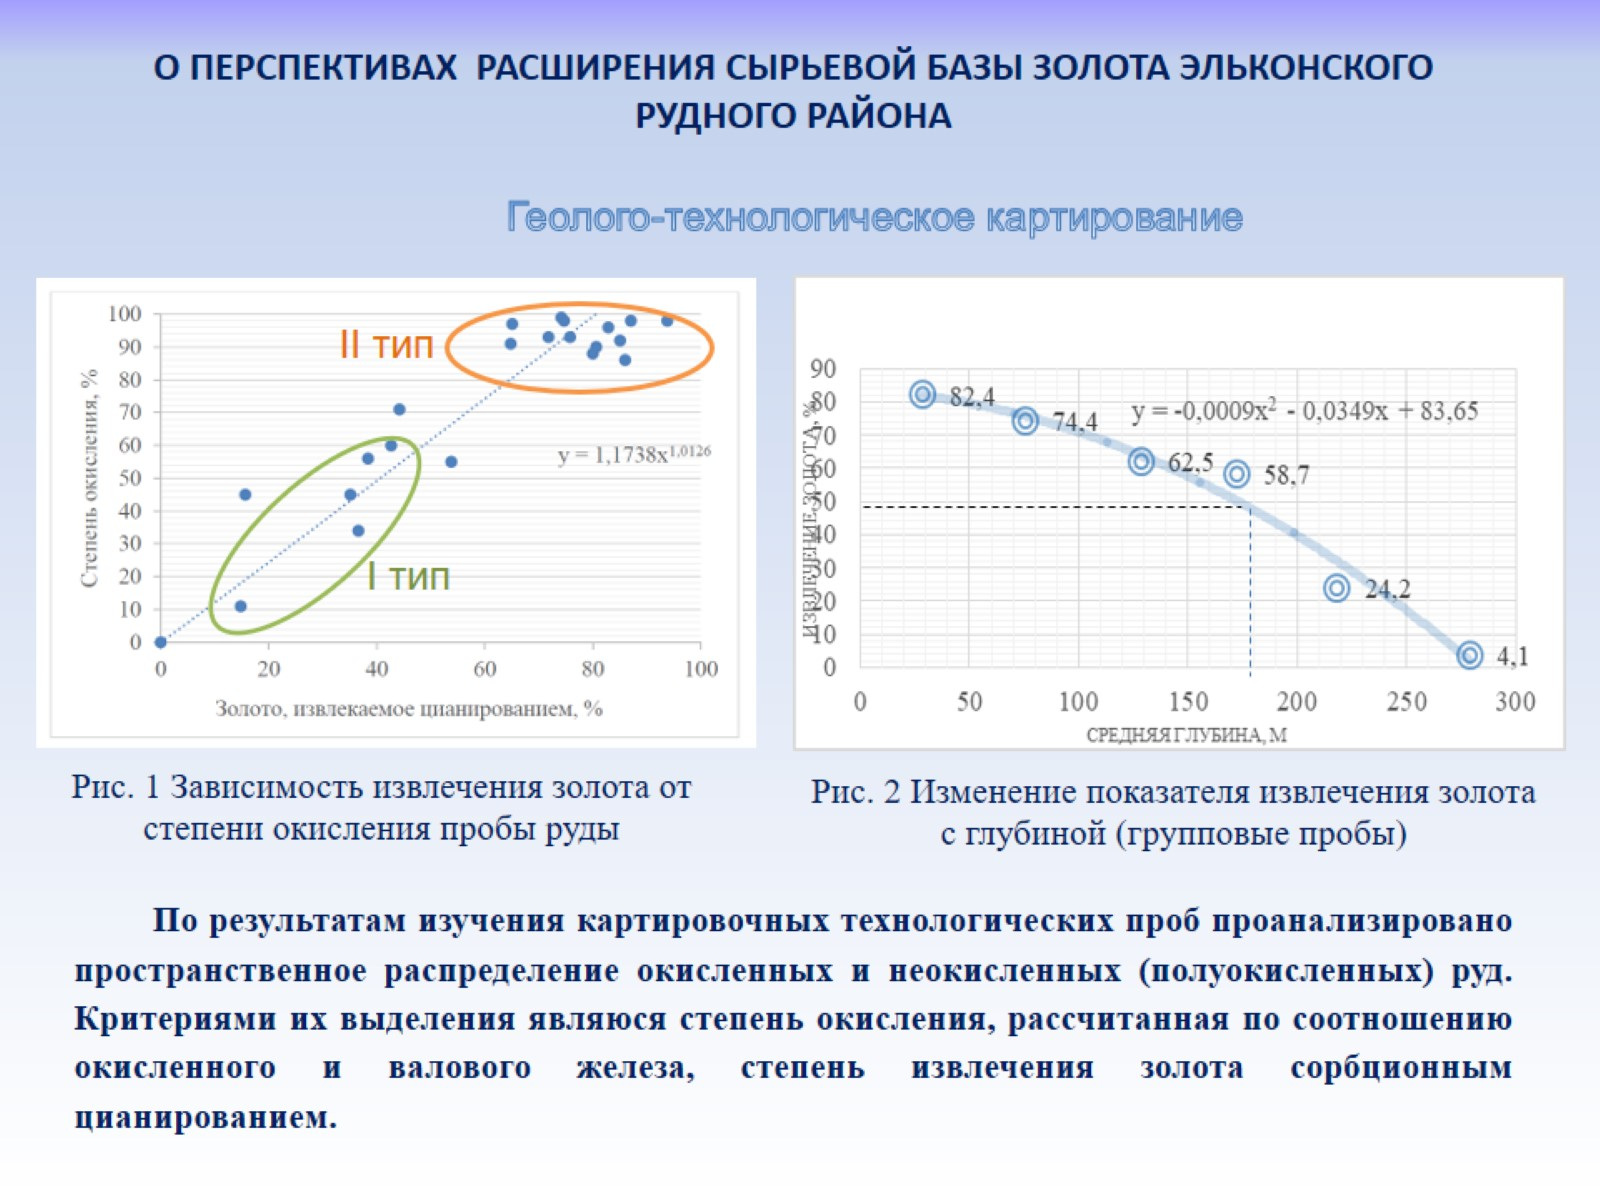 О ПЕРСПЕКТИВАХ РАСШИРЕНИЯ СЫРЬЕВОЙ БАЗЫ ЗОЛОТА ЭЛЬКОНСКОГО
РУДНОГО РАЙОНА
Геолого-технологическое картирование
100
90
80
70
60
50
40
30
20
10
0
Степень окисления, %
II тип
I тип
y = 1,1738x^1,0126
0 20 40 60 80 100
Золото, извлекаемое цианированием, %
90
80
70
60
50
40
30
20
10
0
ИЗВЛЕЧЕНИЕ ЗОЛОТА, %
82,4
74,4
y = -0,0009x² - 0,0349x + 83,65
62,5
58,7
24,2
4,1
0 50 100 150 200 250 300
СРЕДНЯЯ ГЛУБИНА, М
Рис. 1 Зависимость извлечения золота от
степени окисления пробы руды
Рис. 2 Изменение показателя извлечения золота
с глубиной (групповые пробы)
По результатам изучения картировочных технологических проб проанализировано
пространственное распределение окисленных и неокисленных (полуокисленных) руд.
Критериями их выделения являюся степень окисления, рассчитанная по соотношению
окисленного и валового железа, степень извлечения золота сорбционным
цианированием.